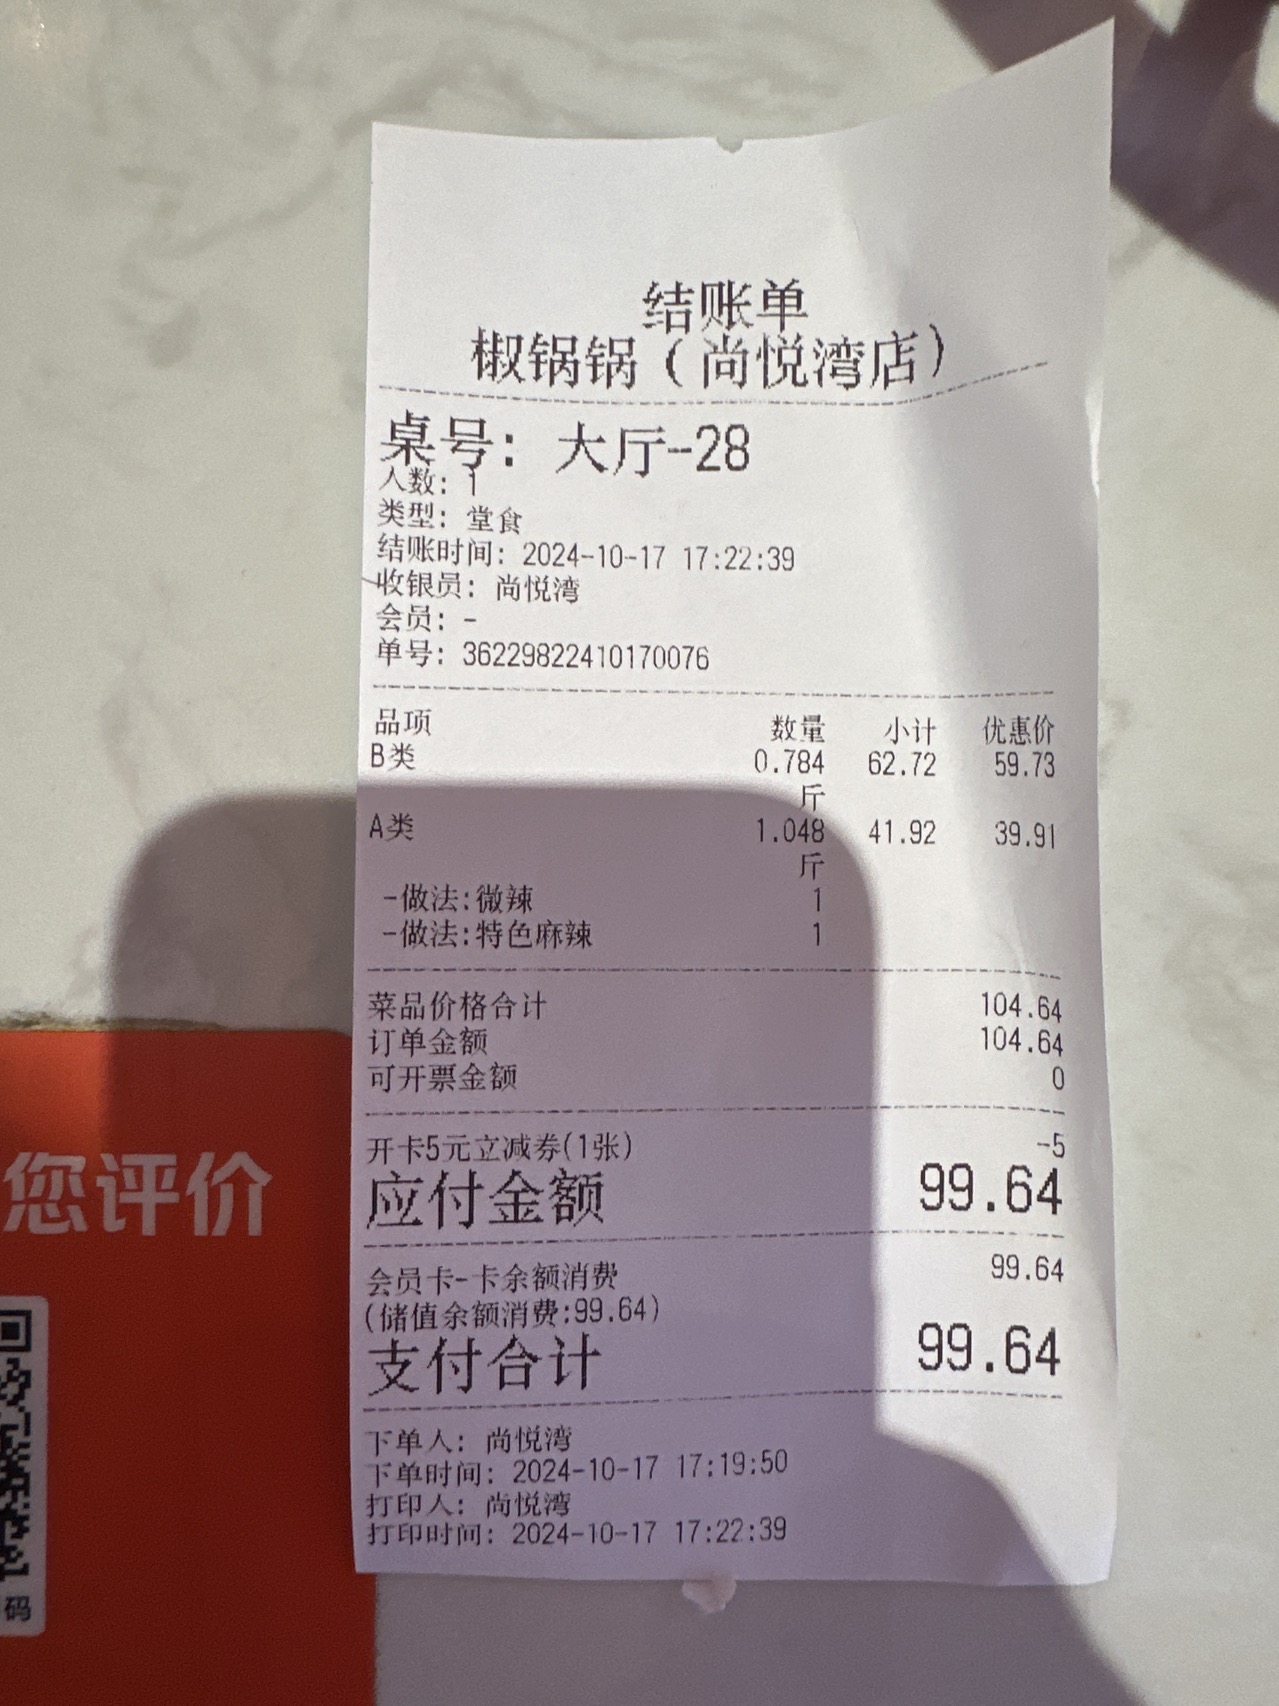 结账单
椒锅锅（尚悦湾店）
桌号：大厅-28
人数：1
类型：堂食
结账时间：2024-10-17 17:22:39
收银员：尚悦湾
会员：-
单号：36229822410170076
品项 数量 小计 优惠价
B类 0.784 62.72 59.73
斤
A类 1.048 41.92 39.91
斤
-做法:微辣 1
-做法:特色麻辣 1
菜品价格合计 104.64
订单金额 104.64
可开票金额 0
开卡5元立减券(1张) -5
应付金额 99.64
会员卡-卡余额消费 99.64
(储值余额消费:99.64)
支付合计 99.64
下单人：尚悦湾
下单时间：2024-10-17 17:19:50
打印人：尚悦湾
打印时间：2024-10-17 17:22:39
您评价
码